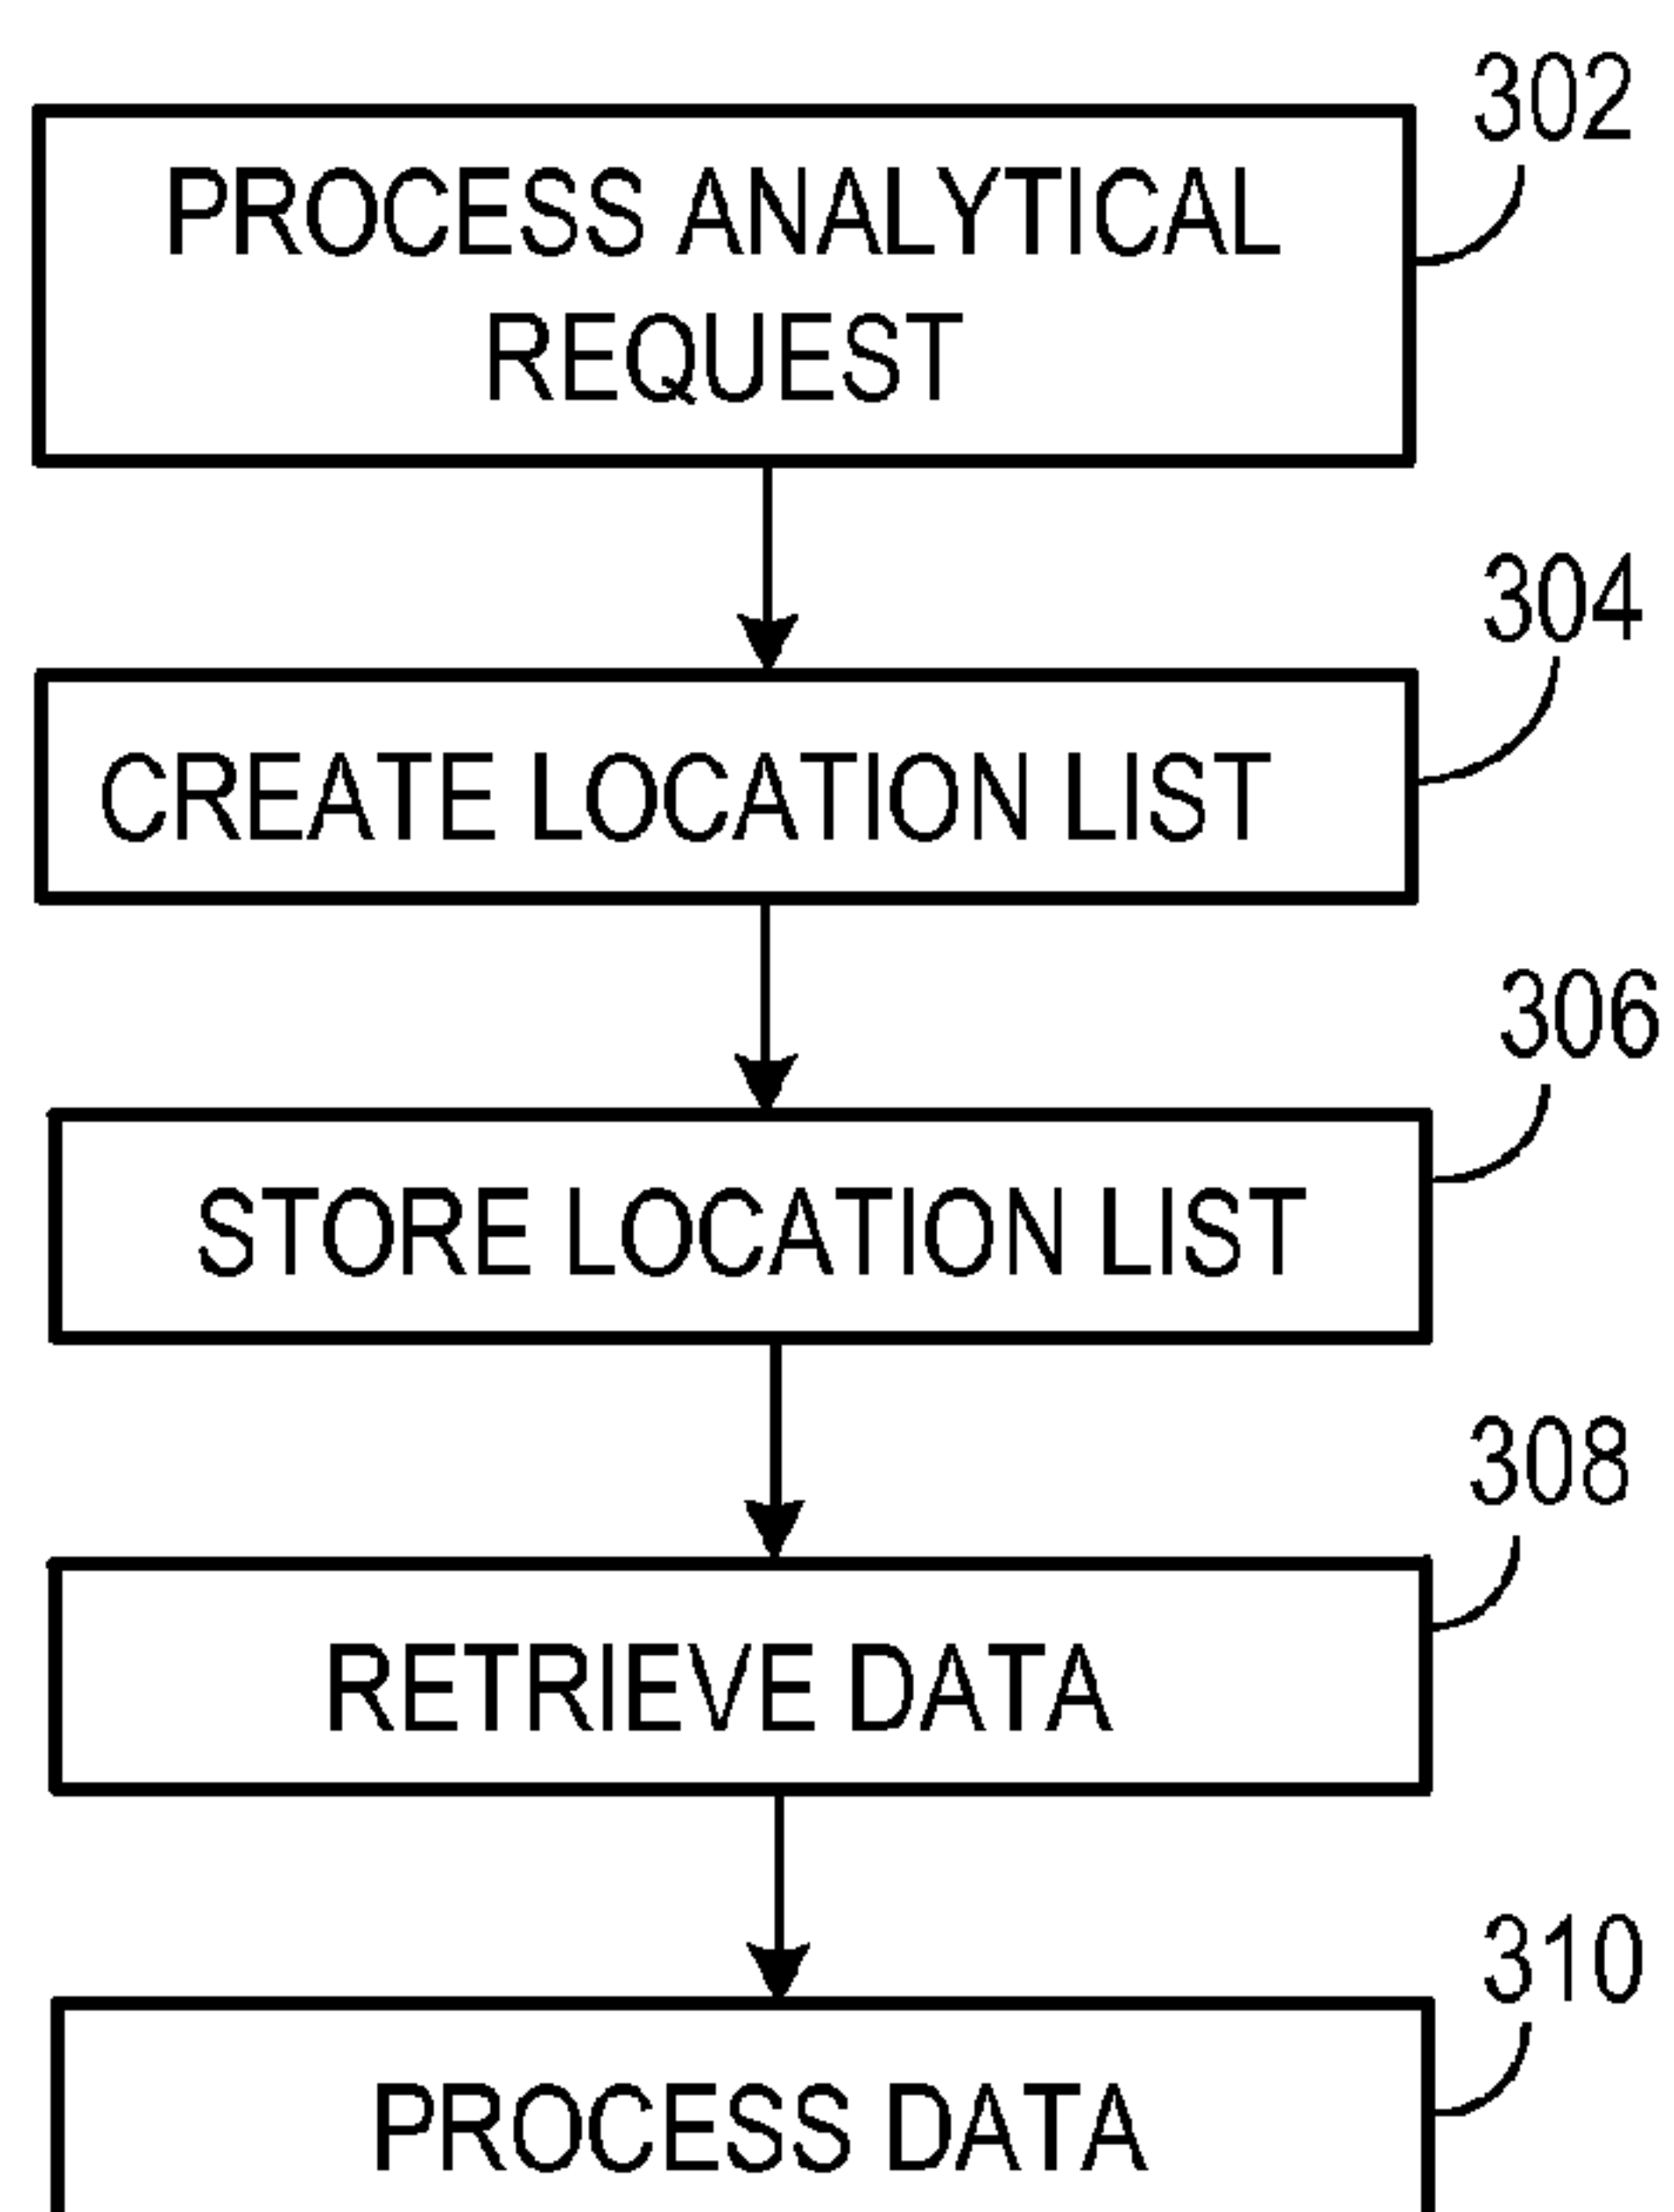 302
PROCESS ANALYTICAL
REQUEST
304
CREATE LOCATION LIST
306
STORE LOCATION LIST
308
RETRIEVE DATA
310
PROCESS DATA